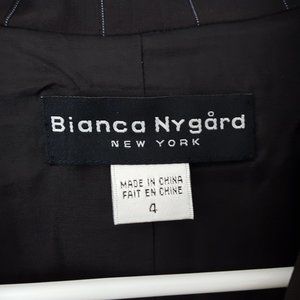 Bianca Nygård
NEW YORK
MADE IN CHINA
FAIT EN CHINE
4